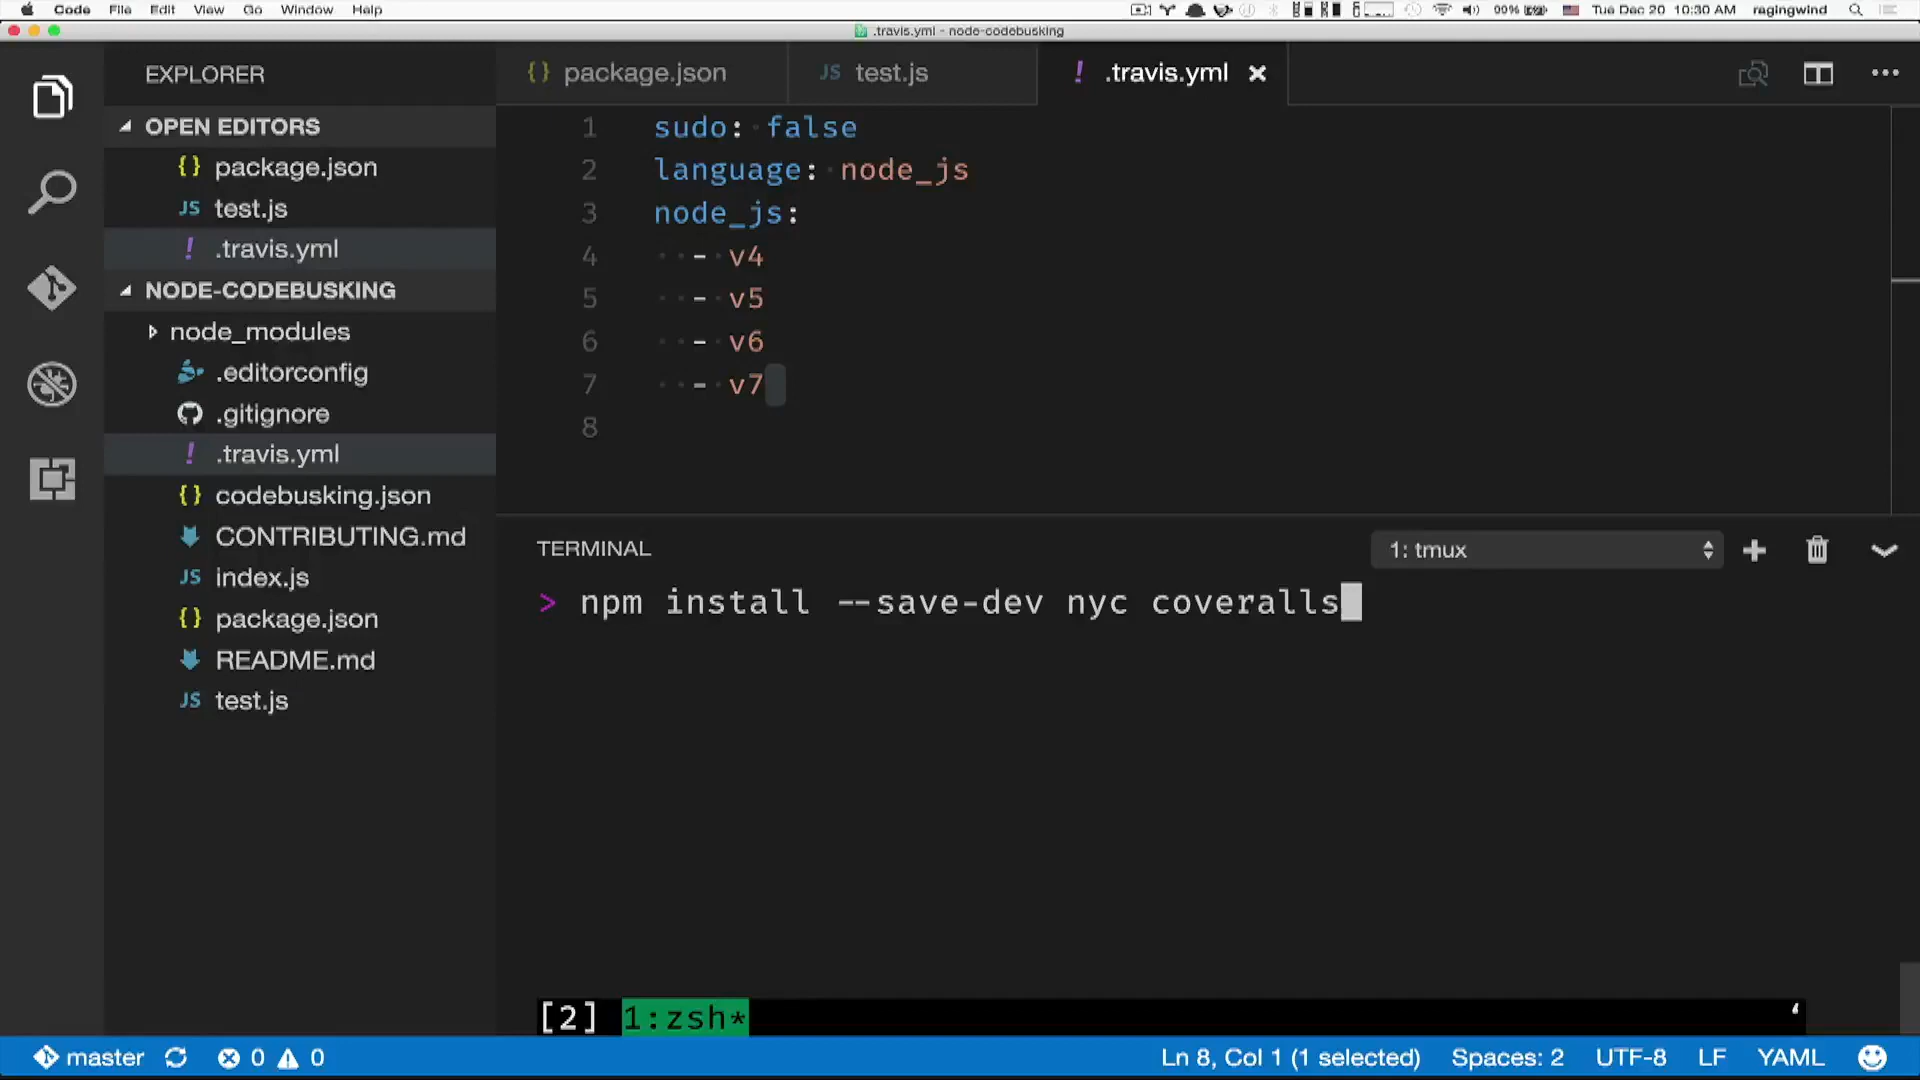 Code File Edit View Go Window Help
99% Tue Dec 20 10:30 AM ragingwind
.travis.yml - node-codebusking
EXPLORER
OPEN EDITORS
{} package.json
JS test.js
! .travis.yml
NODE-CODEBUSKING
node_modules
.editorconfig
.gitignore
! .travis.yml
{} codebusking.json
CONTRIBUTING.md
JS index.js
{} package.json
README.md
JS test.js
{} package.json JS test.js ! .travis.yml
1 sudo: false
2 language: node_js
3 node_js:
4 - v4
5 - v5
6 - v6
7 - v7
8
TERMINAL 1: tmux
> npm install --save-dev nyc coveralls
[2] 1:zsh*
master 0 0 Ln 8, Col 1 (1 selected) Spaces: 2 UTF-8 LF YAML